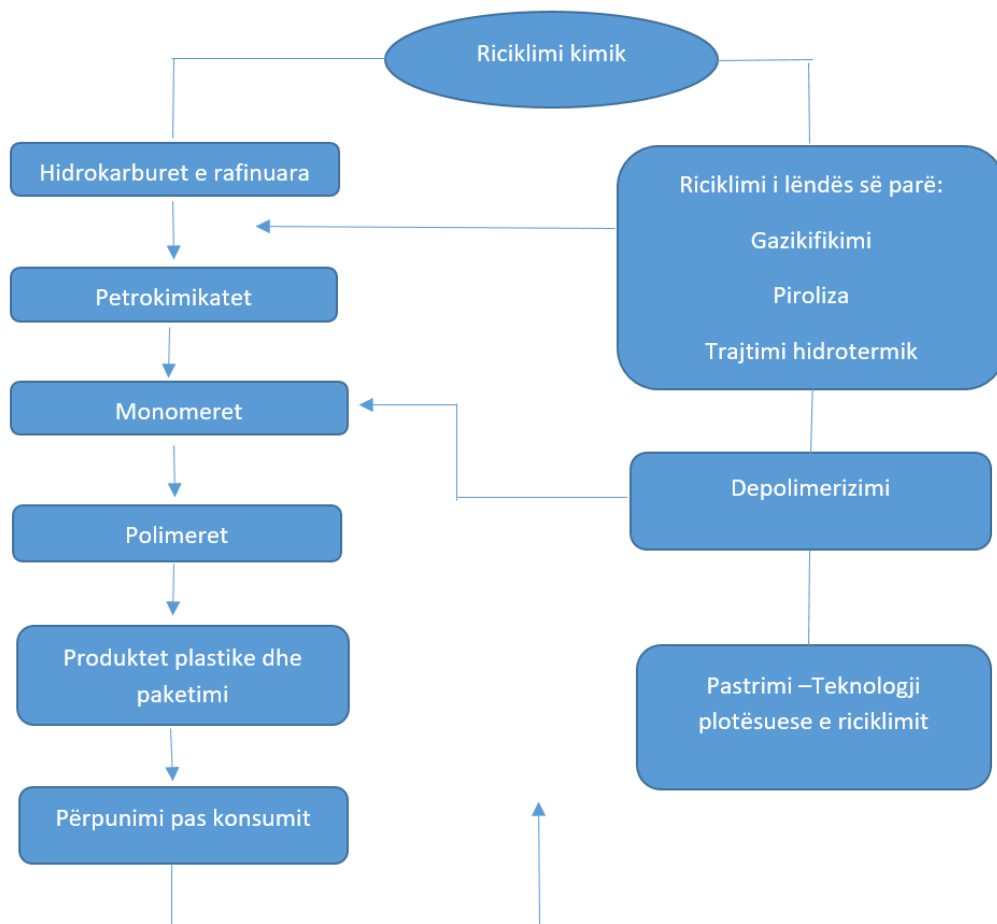 Riciklimi kimik
Hidrokarburet e rafinuara
Petrokimikatet
Monomeret
Polimeret
Produktet plastike dhe
paketimi
Përpunimi pas konsumit
Riciklimi i lëndës së parë:
Gazikifikimi
Piroliza
Trajtimi hidrotermik
Depolimerizimi
Pastrimi –Teknologji
plotësuese e riciklimit